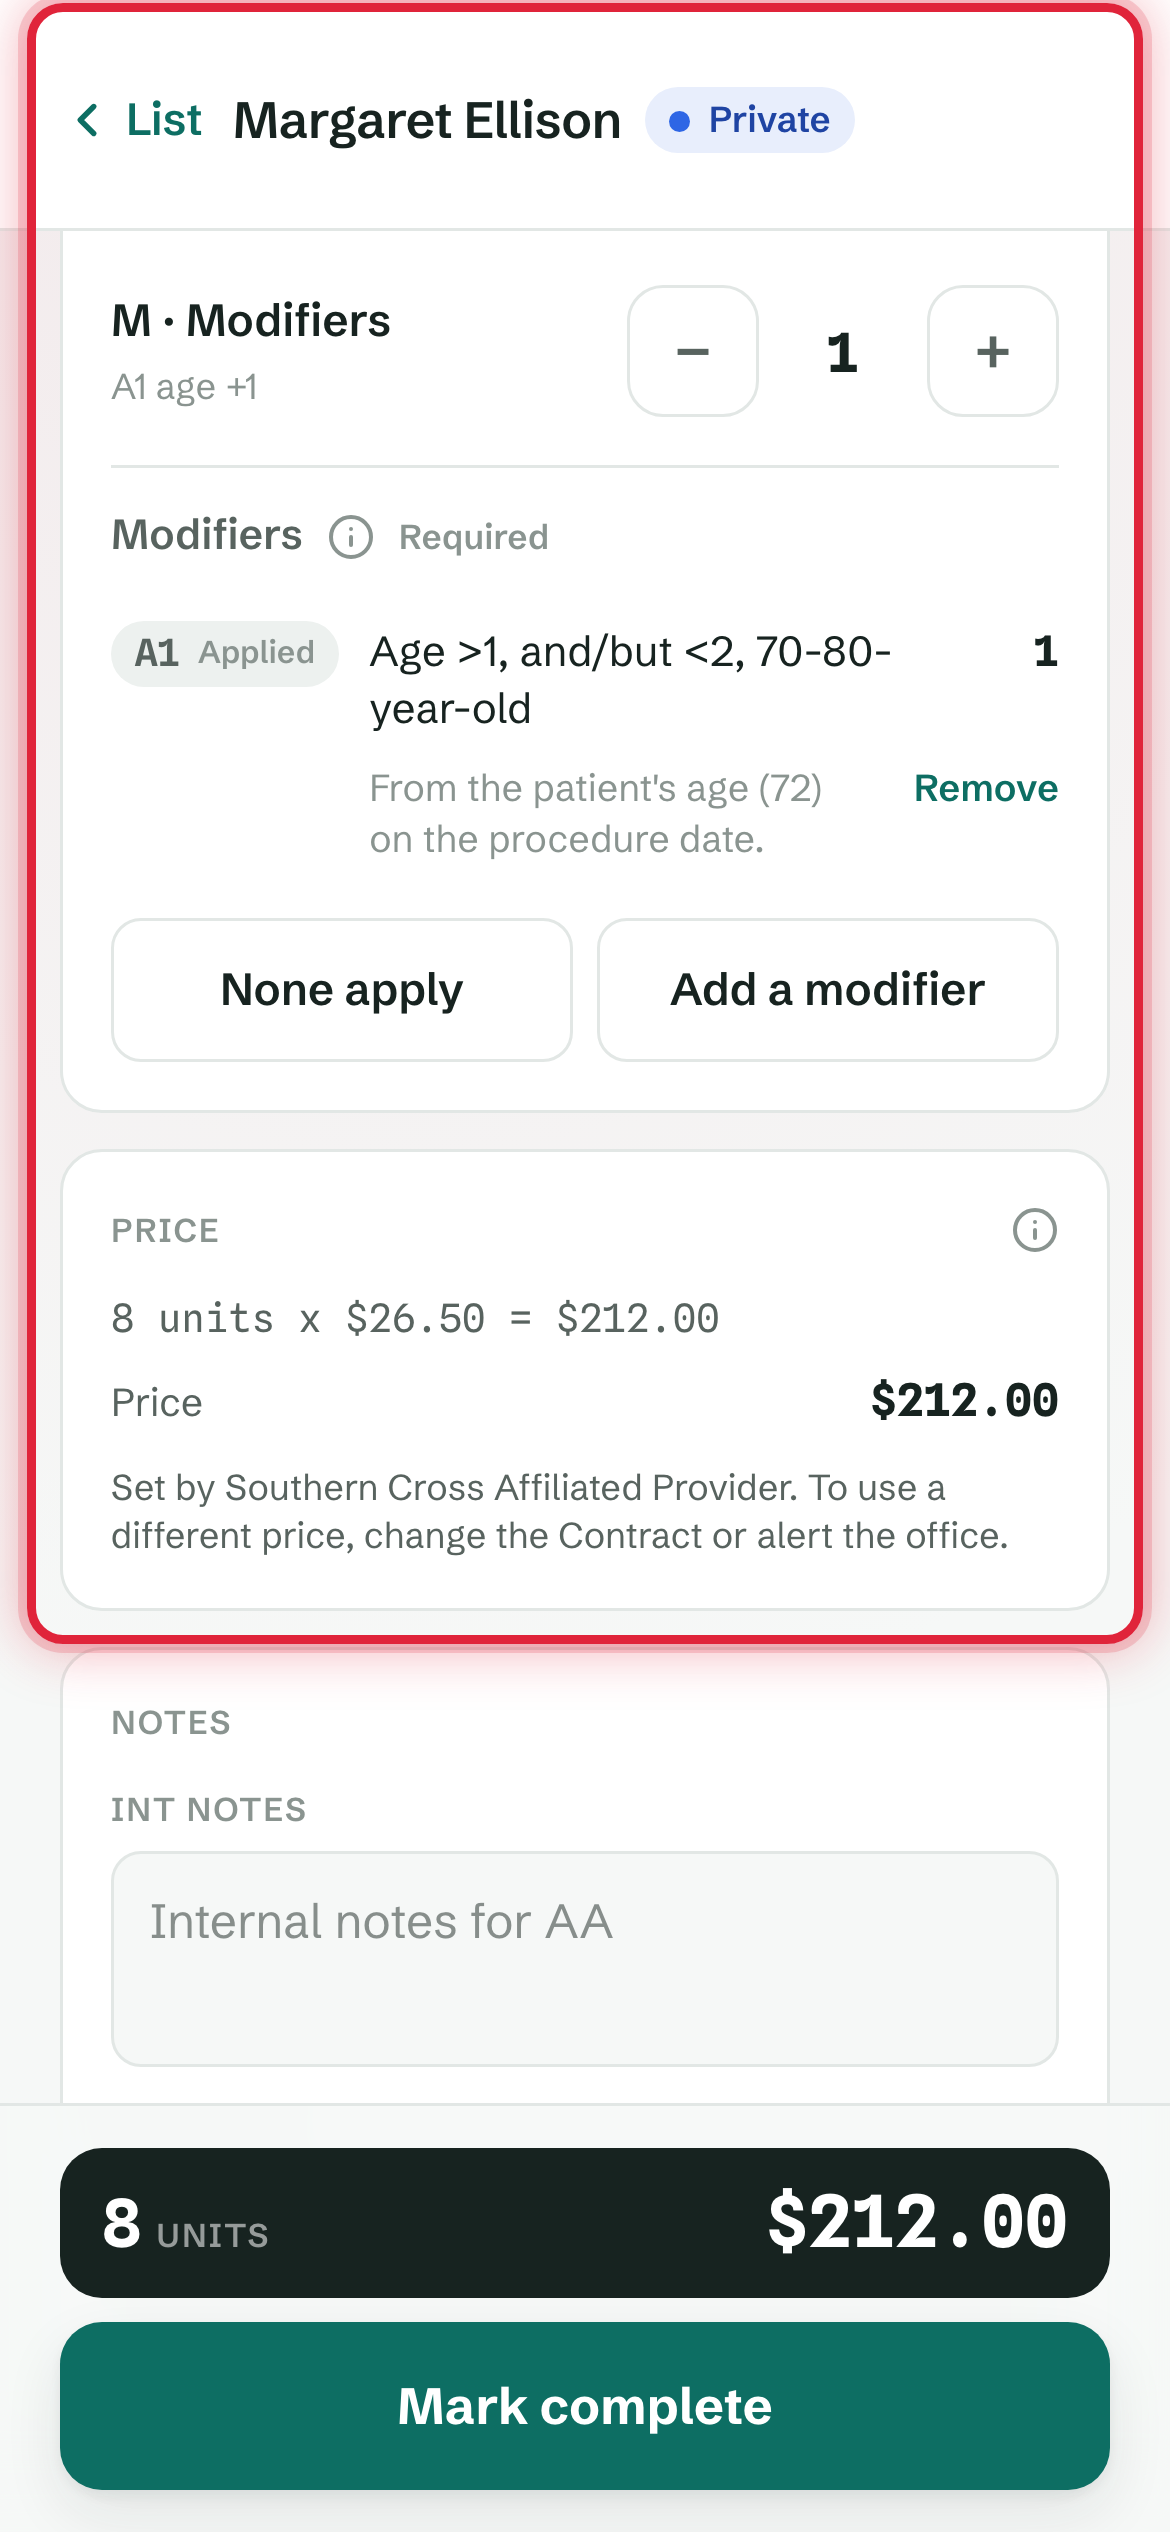 List Margaret Ellison Private
M · Modifiers
A1 age +1
− 1 +
Modifiers Required
A1 Applied Age >1, and/but <2, 70-80- 1
year-old
From the patient's age (72) Remove
on the procedure date.
None apply Add a modifier
PRICE
8 units x $26.50 = $212.00
Price $212.00
Set by Southern Cross Affiliated Provider. To use a
different price, change the Contract or alert the office.
NOTES
INT NOTES
Internal notes for AA
8 UNITS $212.00
Mark complete